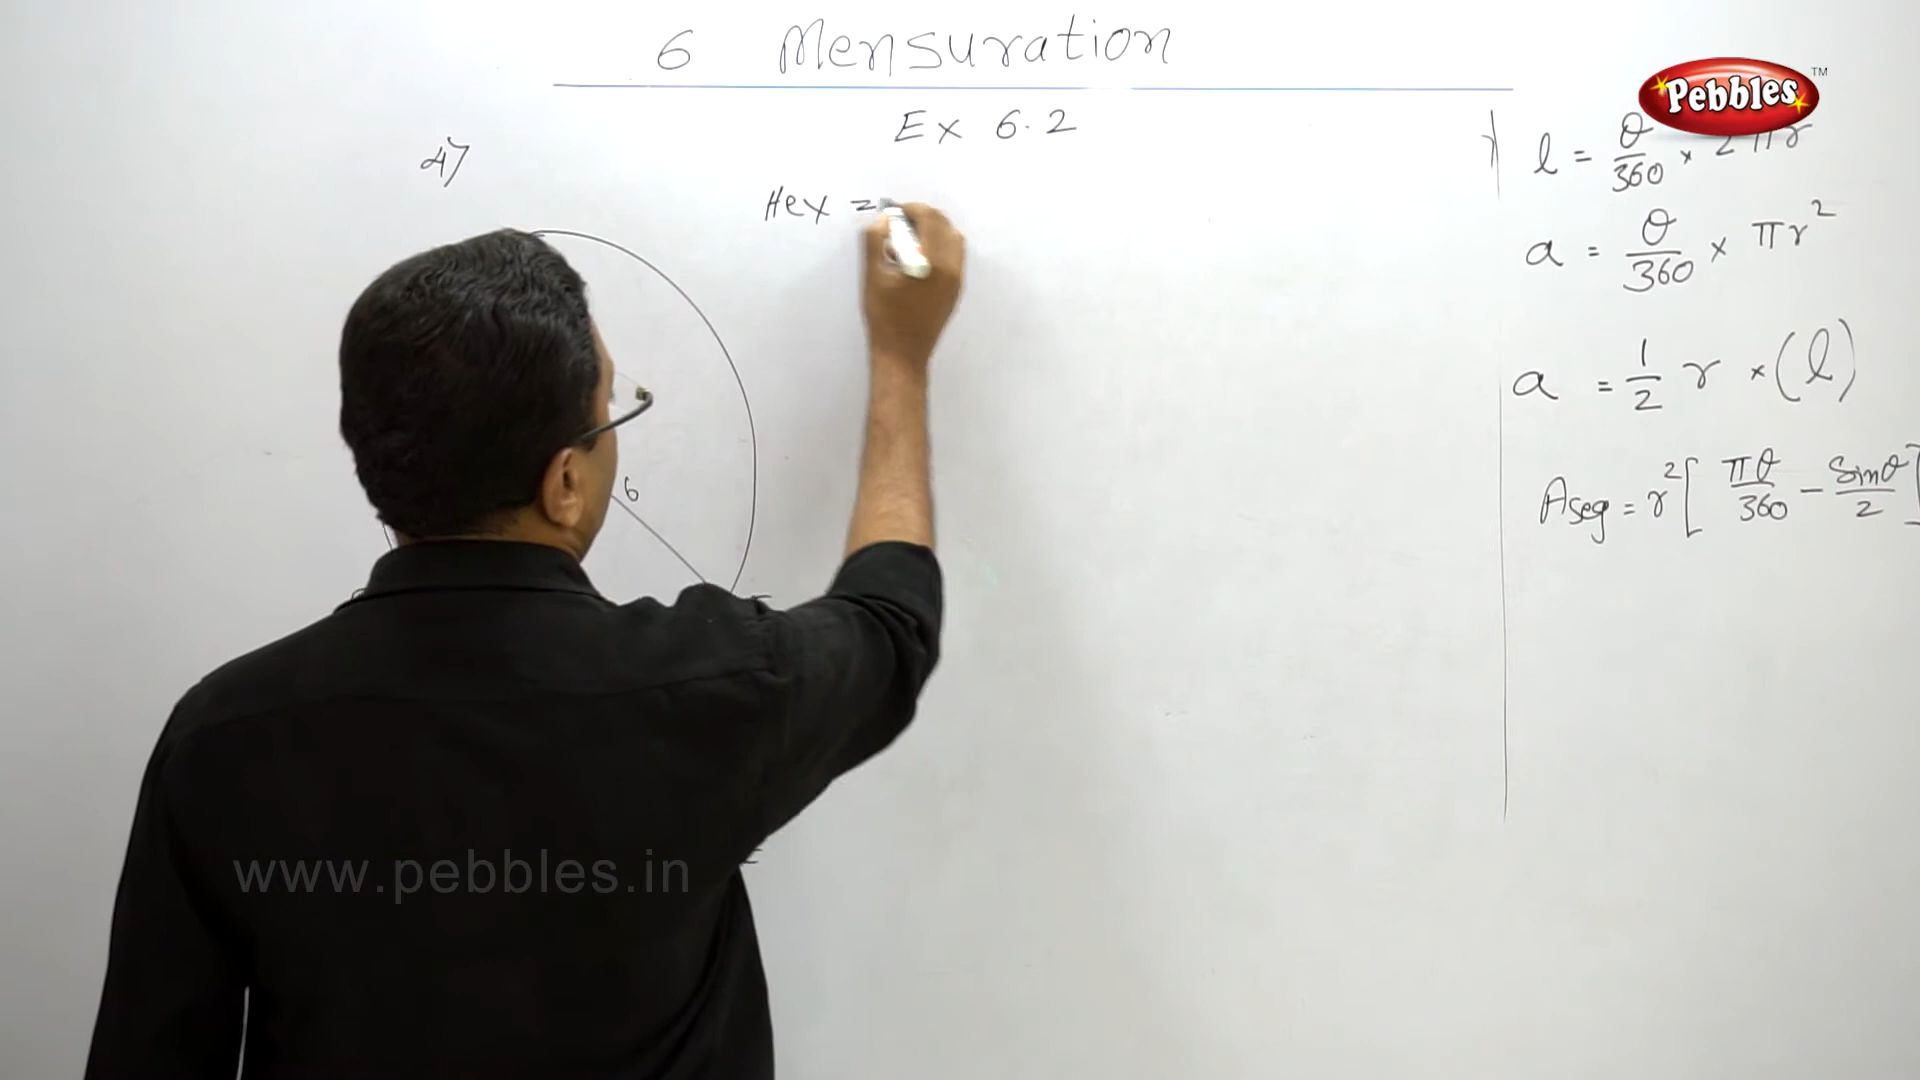 6 Mensuration
Pebbles TM
Ex 6.2
4)
Hex =
6
l = θ/360 × 2πr
a = θ/360 × πr²
a = 1/2 r × (l)
Aseg = r² [ πθ/360 − Sinθ/2 ]
www.pebbles.in